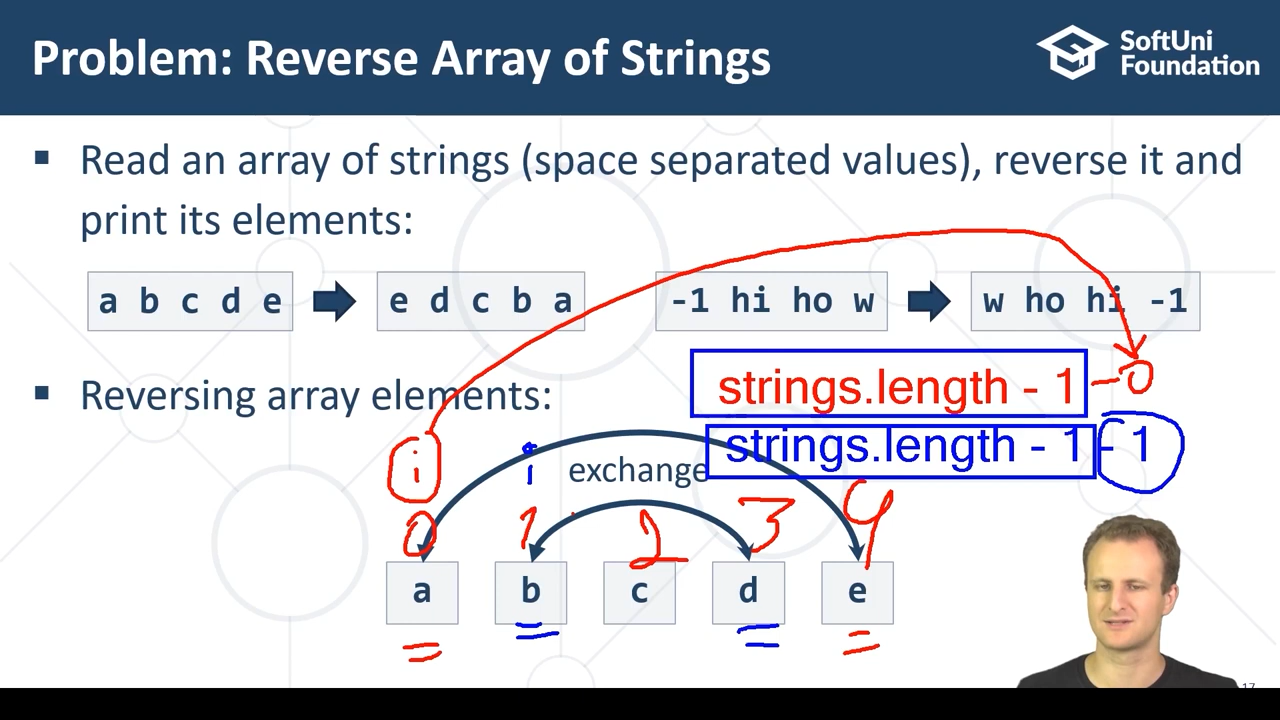 Problem: Reverse Array of Strings
SoftUni
Foundation
▪ Read an array of strings (space separated values), reverse it and
print its elements:
a b c d e
e d c b a
-1 hi ho w
w ho hi -1
strings.length - 1 - 0
▪ Reversing array elements:
strings.length - 1 - 1
i i exchange
0 1 2 3 4
a b c d e
17